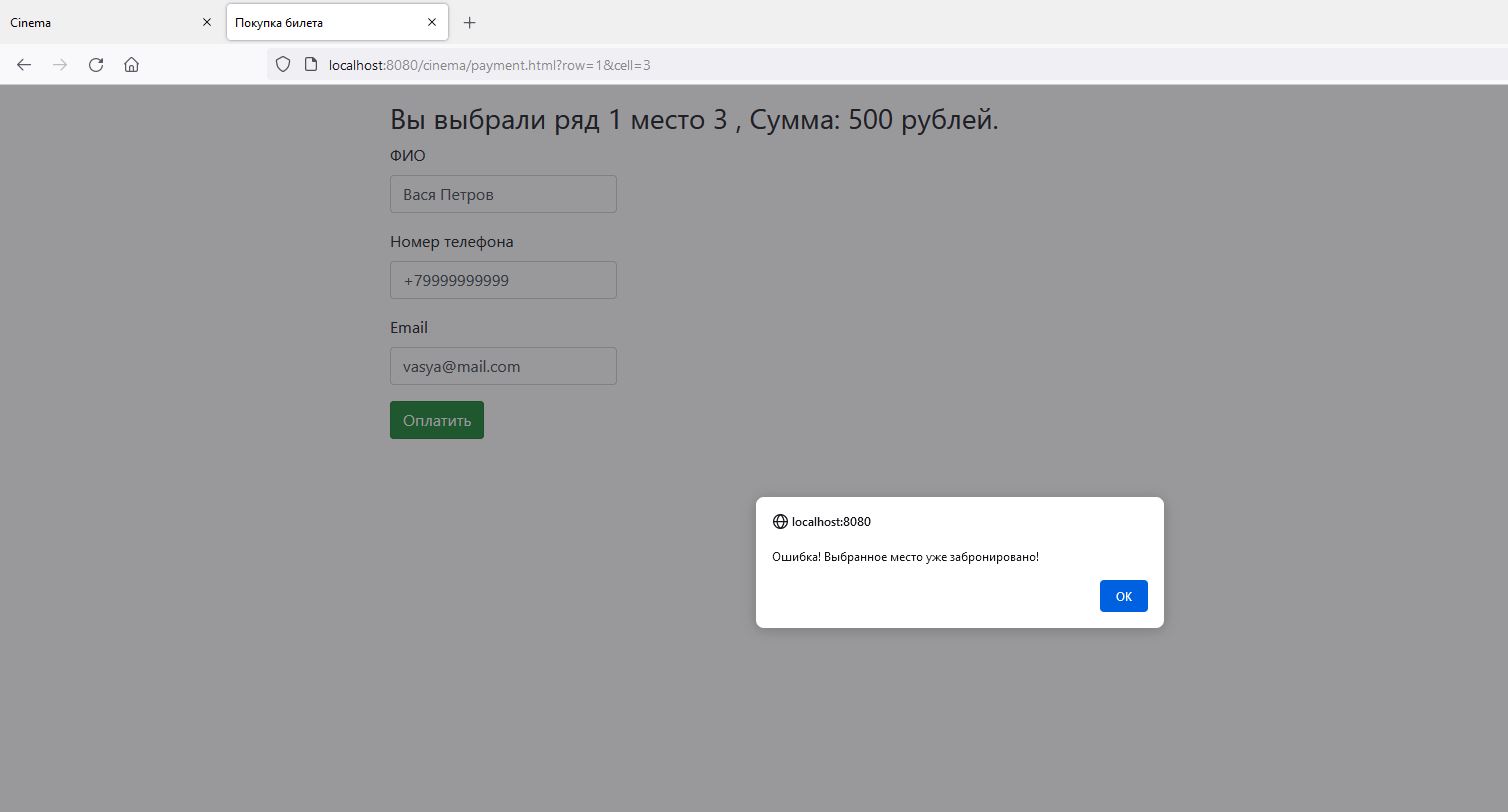 Cinema
Покупка билета
localhost:8080/cinema/payment.html?row=1&cell=3
Вы выбрали ряд 1 место 3 , Сумма: 500 рублей.
ФИО
Вася Петров
Номер телефона
+79999999999
Email
vasya@mail.com
Оплатить
localhost:8080
Ошибка! Выбранное место уже забронировано!
OK